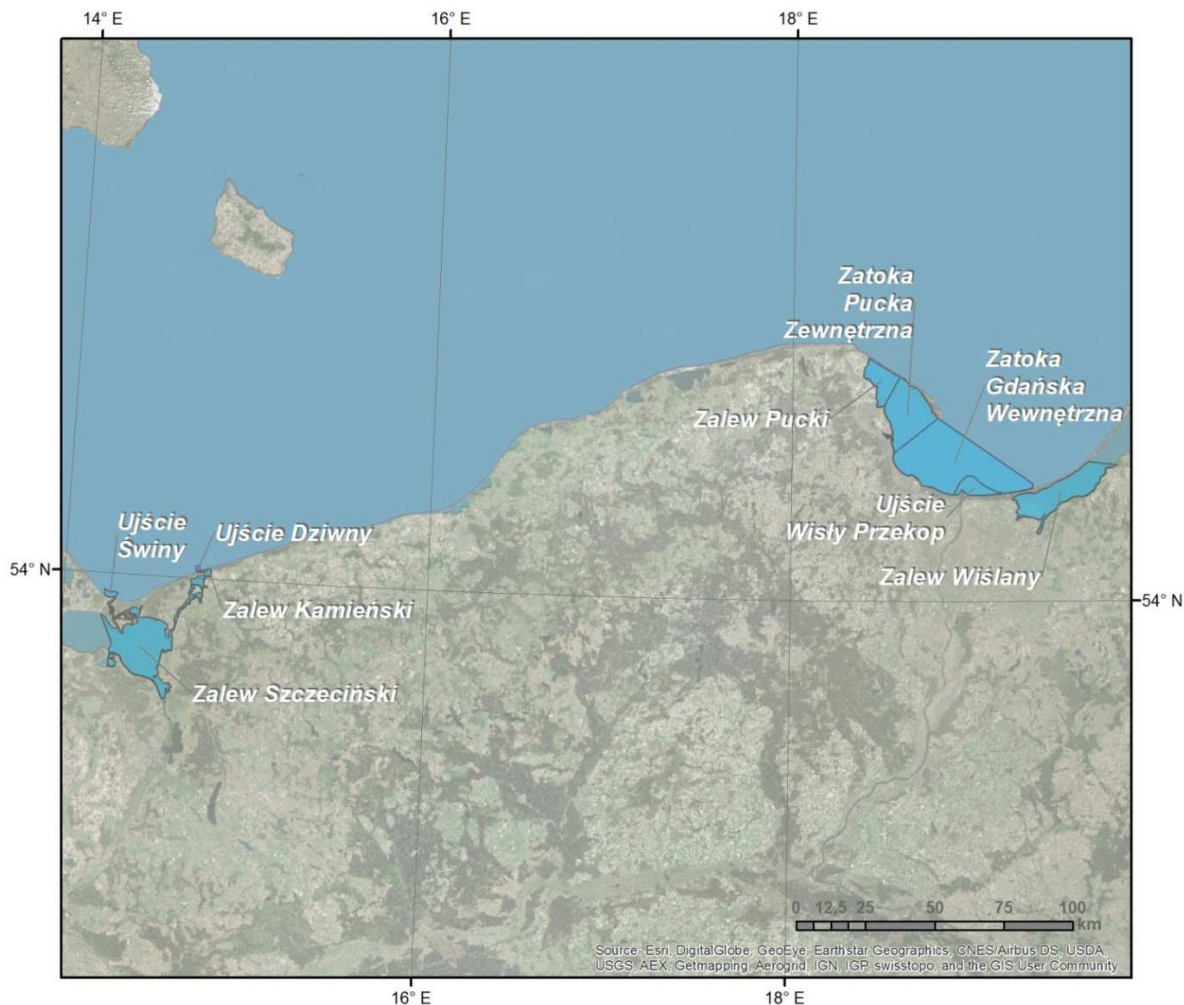 14° E
16° E
18° E
Zatoka
Pucka
Zewnętrzna
Zatoka
Gdańska
Wewnętrzna
Zalew Pucki
Ujście
Wisły Przekop
Zalew Wiślany
Ujście
Świny
Ujście Dziwny
54° N
54° N
Zalew Kamieński
Zalew Szczeciński
0 12,5 25 50 75 100
km
Source: Esri, DigitalGlobe, GeoEye, Earthstar Geographics, CNES/Airbus DS, USDA,
USGS, AEX, Getmapping, Aerogrid, IGN, IGP, swisstopo, and the GIS User Community
16° E
18° E